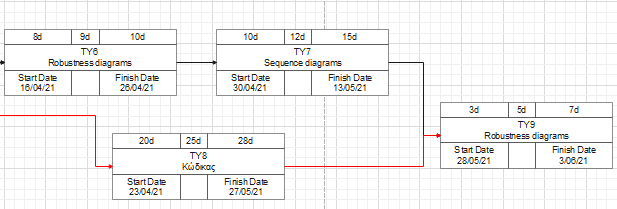 8d 9d 10d
TY6
Robustness diagrams
Start Date Finish Date
16/04/21 26/04/21
10d 12d 15d
TY7
Sequence diagrams
Start Date Finish Date
30/04/21 13/05/21
3d 5d 7d
TY9
Robustness diagrams
Start Date Finish Date
28/05/21 3/06/21
20d 25d 28d
TY8
Κώδικας
Start Date Finish Date
23/04/21 27/05/21